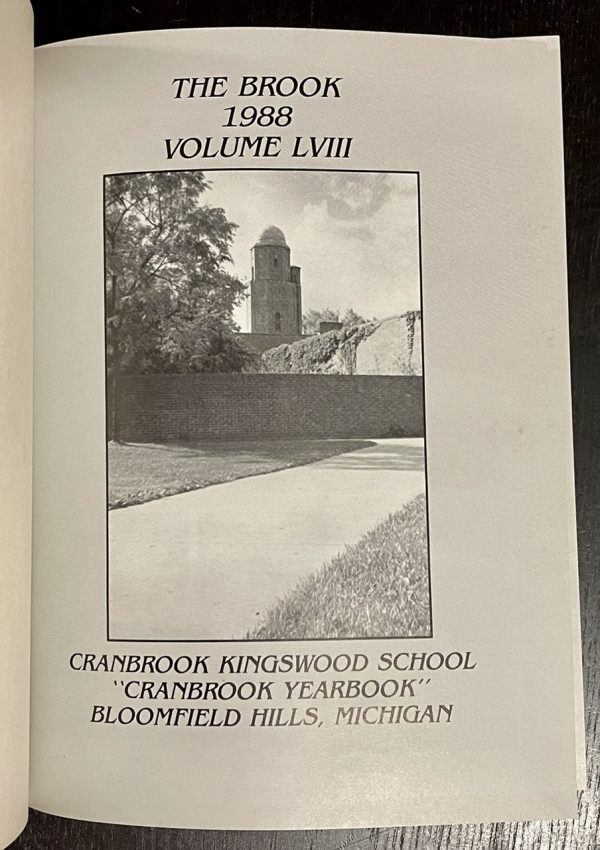 THE BROOK
1988
VOLUME LVIII
CRANBROOK KINGSWOOD SCHOOL
"CRANBROOK YEARBOOK"
BLOOMFIELD HILLS, MICHIGAN